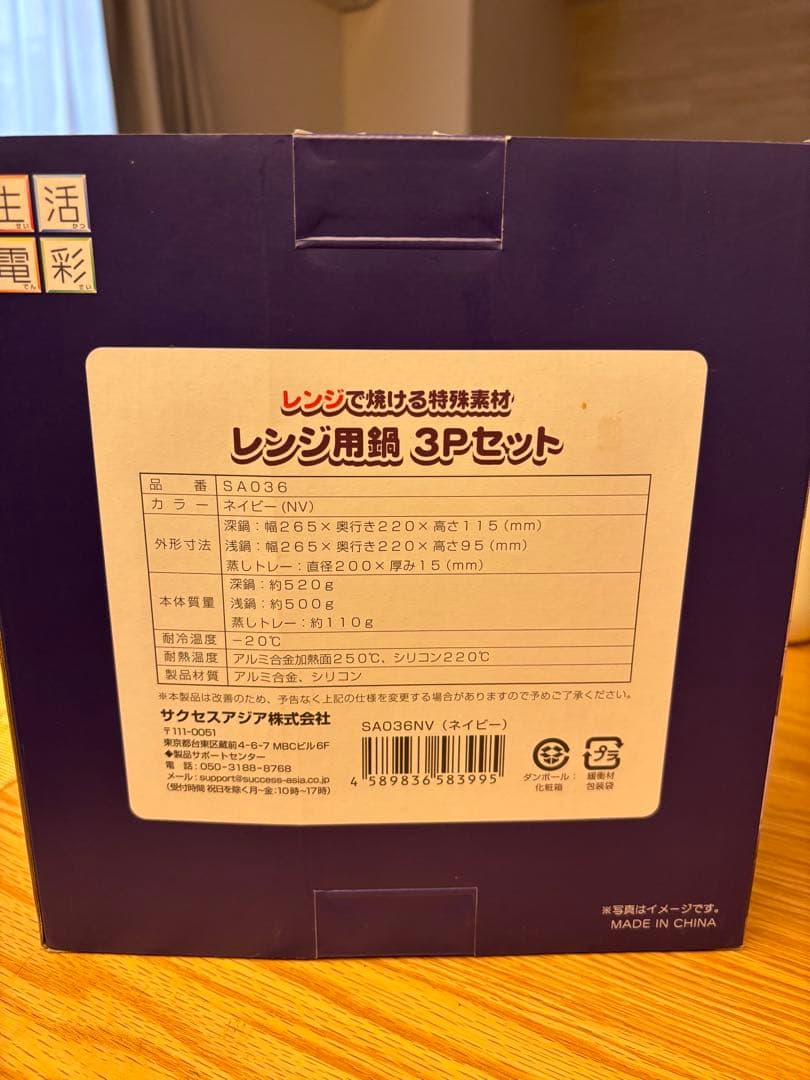 生活
せい かつ
電彩
でん さい
レンジで焼ける特殊素材
レンジ用鍋 3Pセット
品番 SA036
カラー ネイビー(NV)
外形寸法 深鍋:幅265×奥行き220×高さ115(mm)
浅鍋:幅265×奥行き220×高さ95(mm)
蒸しトレー:直径200×厚み15(mm)
本体質量 深鍋:約520g
浅鍋:約500g
蒸しトレー:約110g
耐冷温度 -20℃
耐熱温度 アルミ合金加熱面250℃、シリコン220℃
製品材質 アルミ合金、シリコン
※本製品は改善のため、予告なく上記の仕様を変更する場合がありますので予めご了承ください。
サクセスアジア株式会社
〒111-0051
東京都台東区蔵前4-6-7 MBCビル6F
◆製品サポートセンター
電話:050-3188-8768
メール:support@success-asia.co.jp
(受付時間 祝日を除く月~金:10時~17時)
SA036NV(ネイビー)
4 589836 583995
ダンボール:
化粧箱
プラ
緩衝材
包装袋
※写真はイメージです。
MADE IN CHINA